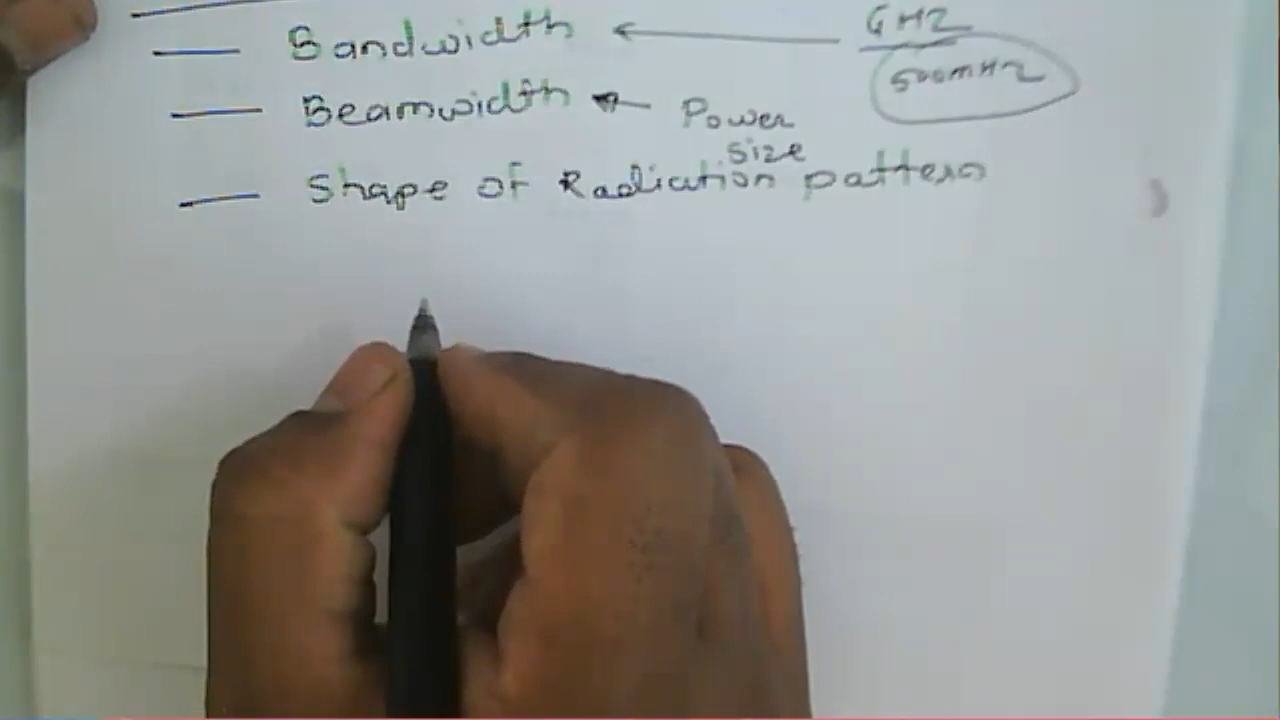 Bandwidth ← GHZ
500MHZ
Beamwidth ← Power
Size
Shape of Radiation pattern